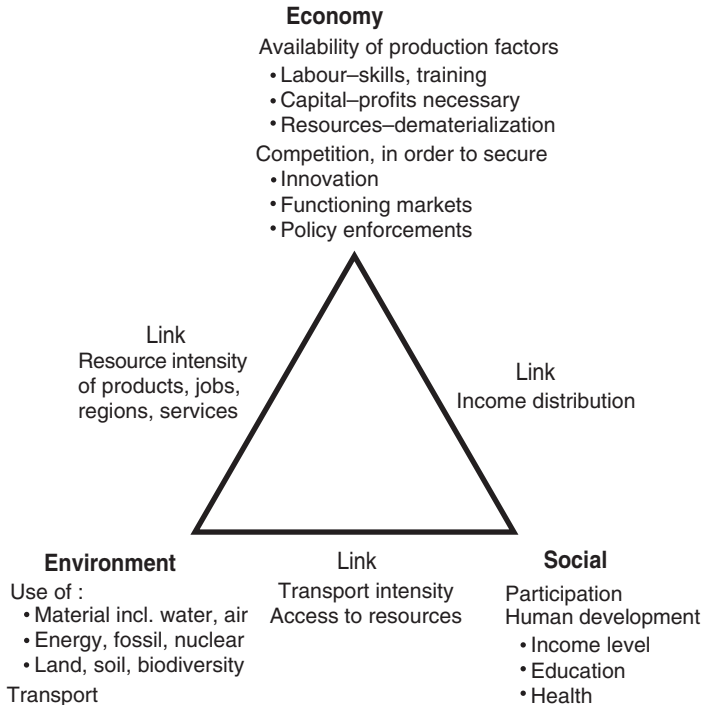 Economy
Availability of production factors
• Labour–skills, training
• Capital–profits necessary
• Resources–dematerialization
Competition, in order to secure
• Innovation
• Functioning markets
• Policy enforcements
Link
Resource intensity
of products, jobs,
regions, services
Link
Income distribution
Environment
Use of :
• Material incl. water, air
• Energy, fossil, nuclear
• Land, soil, biodiversity
Transport
Link
Transport intensity
Access to resources
Social
Participation
Human development
• Income level
• Education
• Health